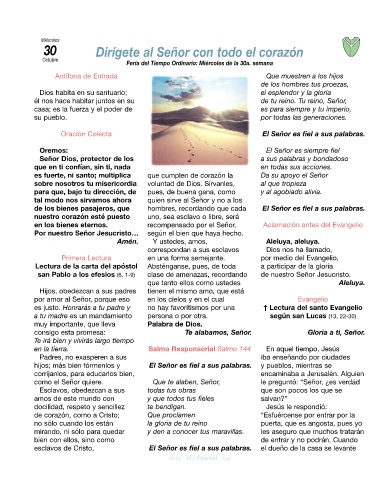 Miércoles
30
Octubre
Dirígete al Señor con todo el corazón
Feria del Tiempo Ordinario: Miércoles de la 30a. semana
Antífona de Entrada
Dios habita en su santuario;
él nos hace habitar juntos en su
casa; es la fuerza y el poder de
su pueblo.
Oración Colecta
Oremos:
Señor Dios, protector de los
que en ti confían, sin ti, nada
es fuerte, ni santo; multiplica
sobre nosotros tu misericordia
para que, bajo tu dirección, de
tal modo nos sirvamos ahora
de los bienes pasajeros, que
nuestro corazón esté puesto
en los bienes eternos.
Por nuestro Señor Jesucristo…
Amén.
Primera Lectura
Lectura de la carta del apóstol
san Pablo a los efesios (6, 1-9)
Hijos, obedezcan a sus padres
por amor al Señor, porque eso
es justo. Honrarás a tu padre y
a tu madre es un mandamiento
muy importante, que lleva
consigo esta promesa:
Te irá bien y vivirás largo tiempo
en la tierra.
Padres, no exasperen a sus
hijos; más bien fórmenlos y
corríjanlos, para educarlos bien,
como el Señor quiere.
Esclavos, obedezcan a sus
amos de este mundo con
docilidad, respeto y sencillez
de corazón, como a Cristo;
no sólo cuando los están
mirando, ni sólo para quedar
bien con ellos, sino como
esclavos de Cristo,
que cumplen de corazón la
voluntad de Dios. Sírvanles,
pues, de buena gana, como
quien sirve al Señor y no a los
hombres, recordando que cada
uno, sea esclavo o libre, será
recompensado por el Señor,
según el bien que haya hecho.
Y ustedes, amos,
correspondan a sus esclavos
en una forma semejante.
Absténganse, pues, de toda
clase de amenazas, recordando
que tanto ellos como ustedes
tienen el mismo amo, que está
en los cielos y en el cual
no hay favoritismos por una
persona o por otra.
Palabra de Dios.
Te alabamos, Señor.
Salmo Responsorial Salmo 144
El Señor es fiel a sus palabras.
Que te alaben, Señor,
todas tus obras
y que todos tus fieles
te bendigan.
Que proclamen
la gloria de tu reino
y den a conocer tus maravillas.
El Señor es fiel a sus palabras.
Que muestren a los hijos
de los hombres tus proezas,
el esplendor y la gloria
de tu reino. Tu reino, Señor,
es para siempre y tu imperio,
por todas las generaciones.
El Señor es fiel a sus palabras.
El Señor es siempre fiel
a sus palabras y bondadoso
en todas sus acciones.
Da su apoyo el Señor
al que tropieza
y al agobiado alivia.
El Señor es fiel a sus palabras.
Aclamación antes del Evangelio
Aleluya, aleluya.
Dios nos ha llamado,
por medio del Evangelio,
a participar de la gloria
de nuestro Señor Jesucristo.
Aleluya.
Evangelio
† Lectura del santo Evangelio
según san Lucas (13, 22-30)
Gloria a ti, Señor.
En aquel tiempo, Jesús
iba enseñando por ciudades
y pueblos, mientras se
encaminaba a Jerusalén. Alguien
le preguntó: “Señor, ¿es verdad
que son pocos los que se
salvan?”
Jesús le respondió:
“Esfuércense por entrar por la
puerta, que es angosta, pues yo
les aseguro que muchos tratarán
de entrar y no podrán. Cuando
el dueño de la casa se levante